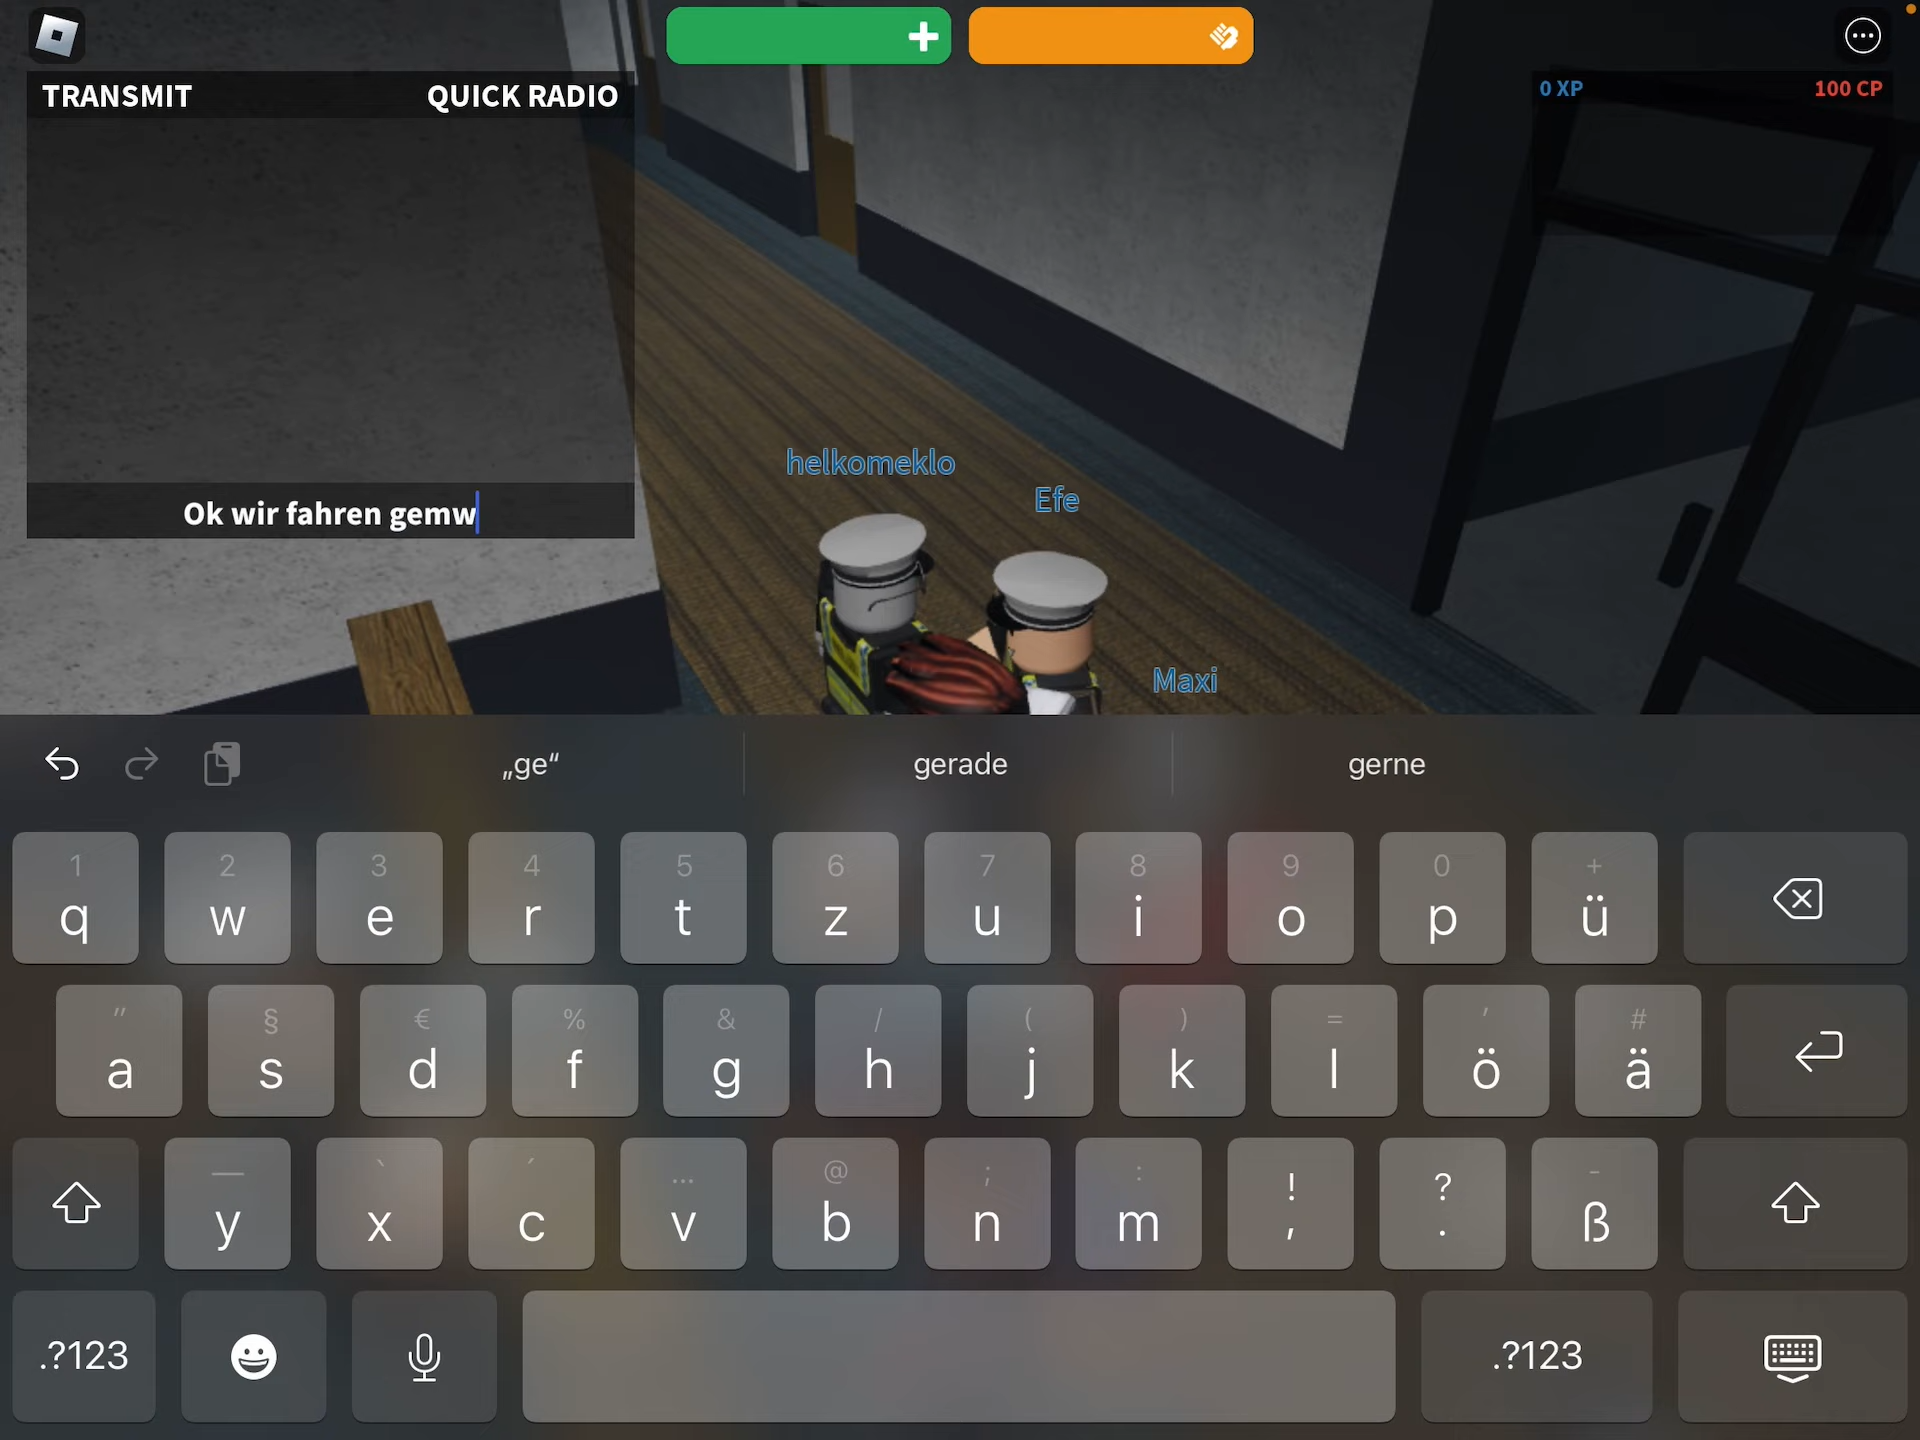 TRANSMIT QUICK RADIO
0 XP 100 CP
helkomeklo
Efe
Ok wir fahren gemw
Maxi
„ge“ gerade gerne
1 2 3 4 5 6 7 8 9 0 +
q w e r t z u i o p ü
" § € % & / ( ) = ' #
a s d f g h j k l ö ä
— ` ´ ... @ ; : ! ? -
y x c v b n m , . ß
.?123 .?123